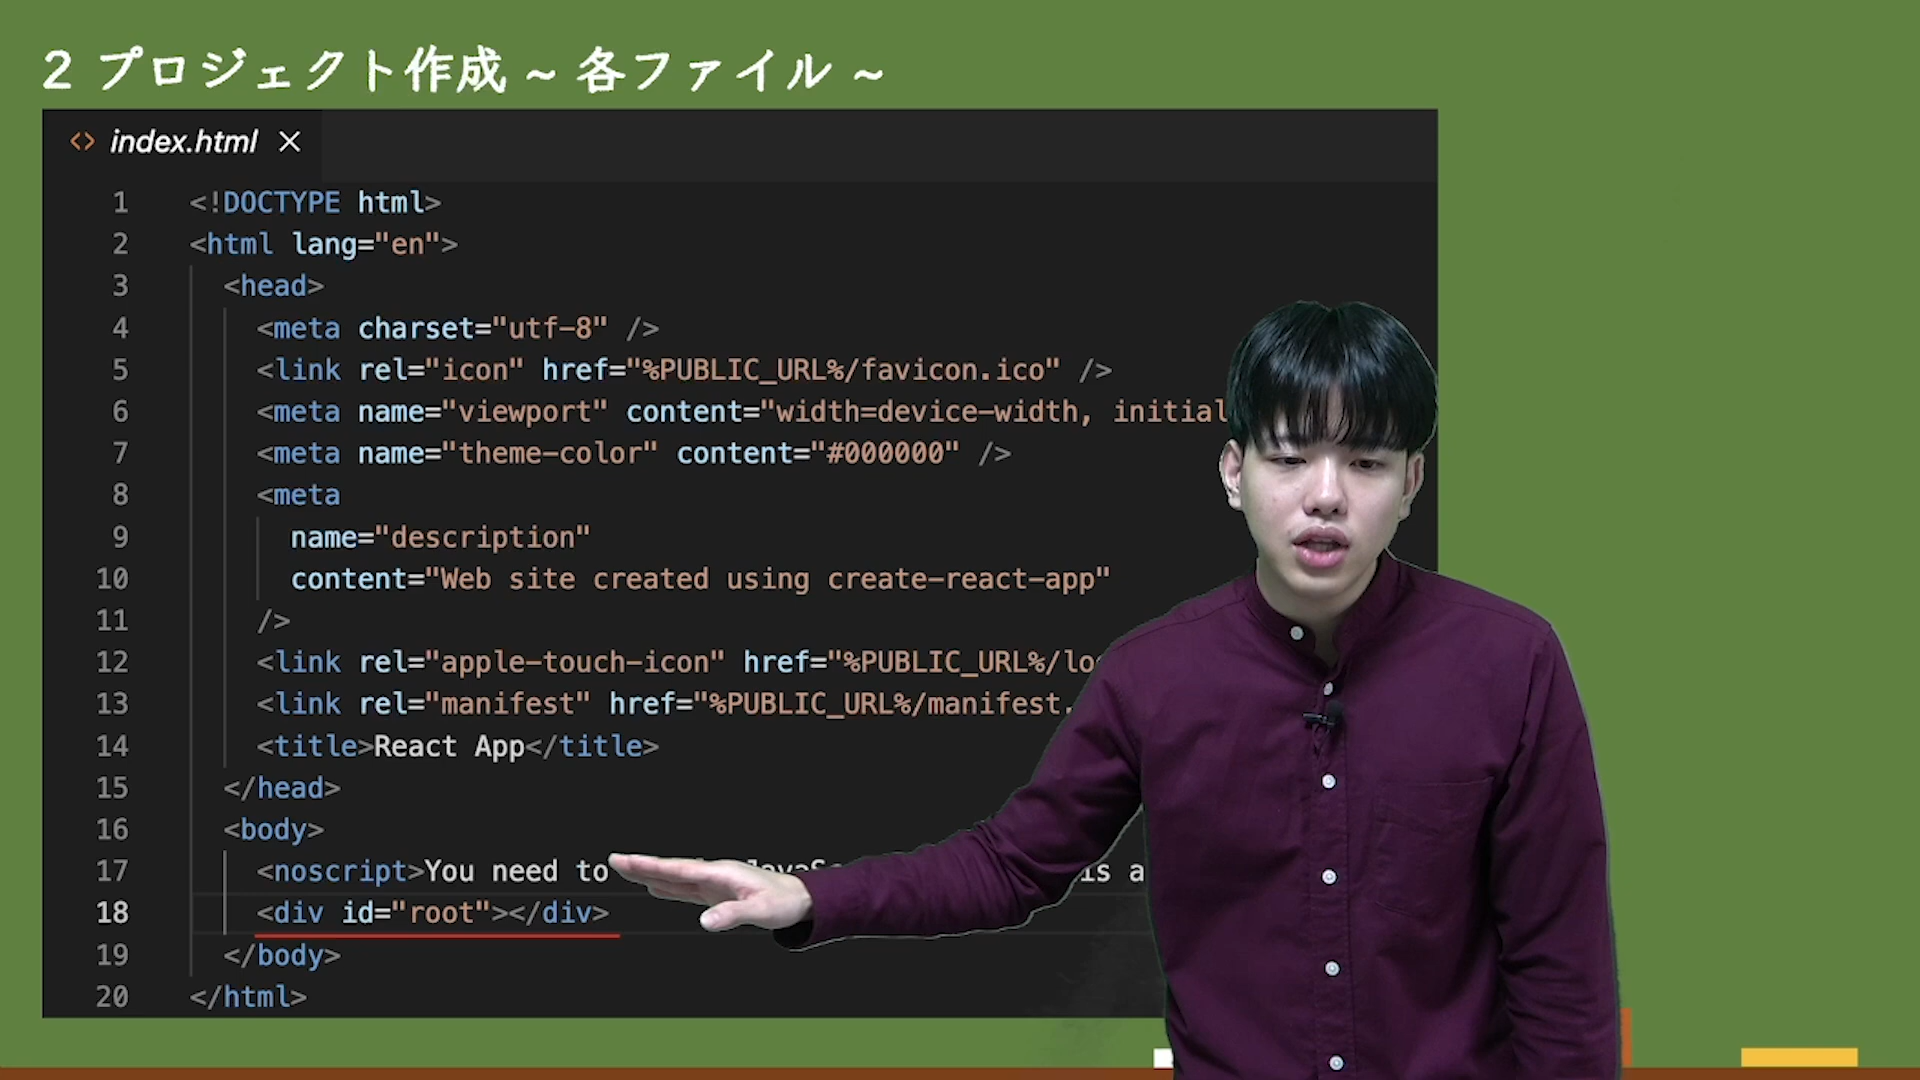 2 プロジェクト作成 ~ 各ファイル ~
<> index.html ×
1 <!DOCTYPE html>
2 <html lang="en">
3 <head>
4 <meta charset="utf-8" />
5 <link rel="icon" href="%PUBLIC_URL%/favicon.ico" />
6 <meta name="viewport" content="width=device-width, initial
7 <meta name="theme-color" content="#000000" />
8 <meta
9 name="description"
10 content="Web site created using create-react-app"
11 />
12 <link rel="apple-touch-icon" href="%PUBLIC_URL%/lo
13 <link rel="manifest" href="%PUBLIC_URL%/manifest.
14 <title>React App</title>
15 </head>
16 <body>
17 <noscript>You need to
18 <div id="root"></div>
19 </body>
20 </html>